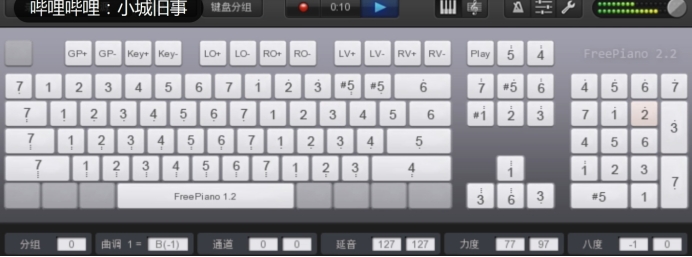 哔哩哔哩：小城旧事 键盘分组 0:10
GP+ GP- Key+ Key- LO+ LO- RO+ RO- LV+ LV- RV+ RV- Play 5 4 FreePiano 2.2
7 1 2 3 4 5 6 7 1 2 3 #5 #5 6 7 #5 6 4 5 6 7
7 1 2 3 4 5 6 7 1 2 3 4 5 6 #1 2 3 7 1 2 3
7 1 2 3 4 5 6 7 1 2 3 4 5 4 5 6
7 1 2 3 4 5 6 7 1 2 3 4 1 1 2 3 7
FreePiano 1.2 3 6 3 #5 1
分组 0 曲调 1 = B(-1) 通道 0 0 延音 127 127 力度 77 97 八度 -1 0